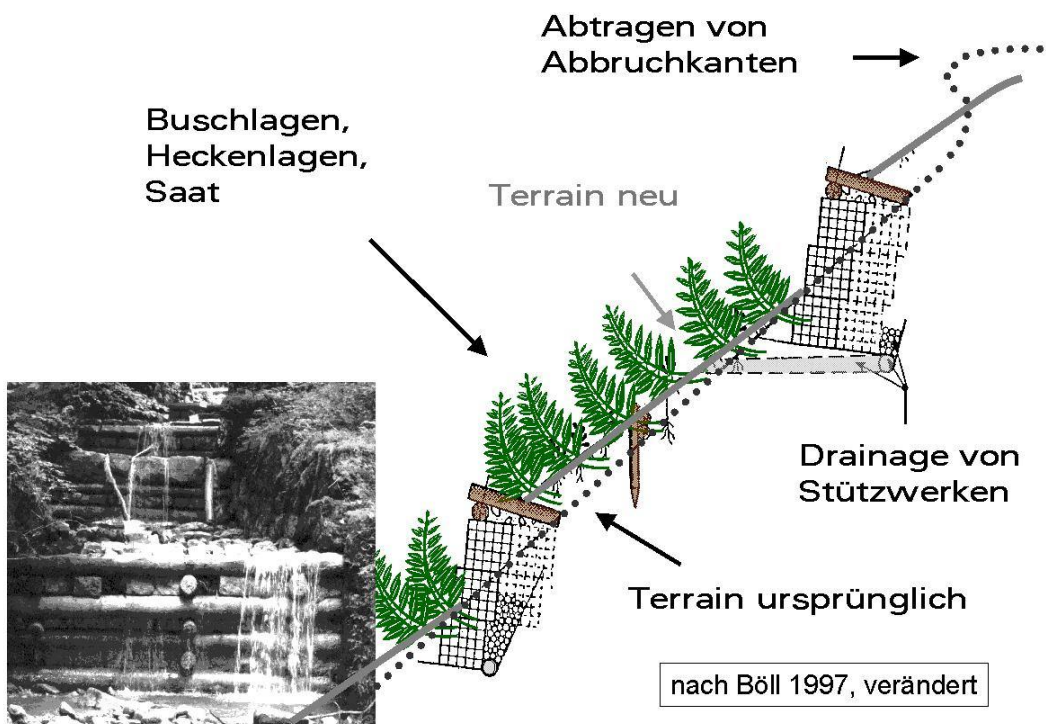 Abtragen von
Abbruchkanten
Buschlagen,
Heckenlagen,
Saat
Terrain neu
Drainage von
Stützwerken
Terrain ursprünglich
nach Böll 1997, verändert